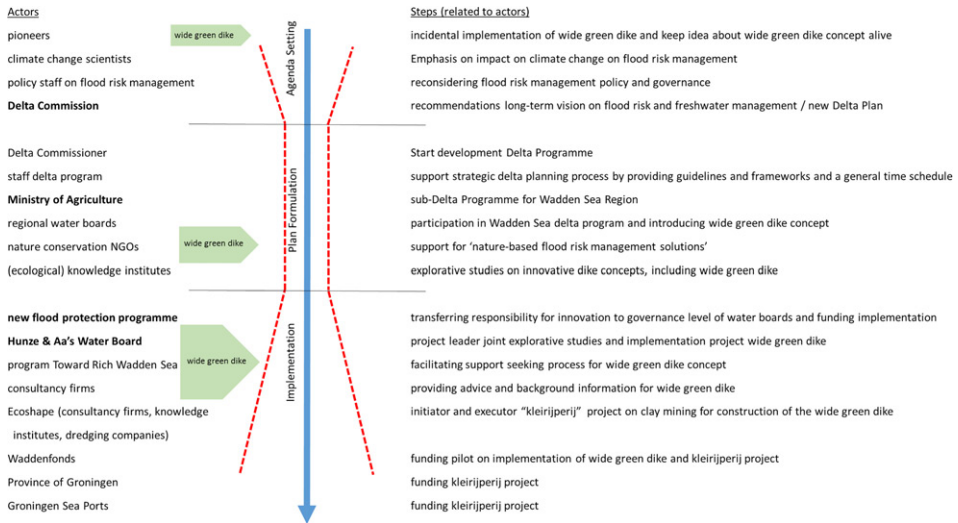 Actors
Steps (related to actors)
pioneers
wide green dike
incidental implementation of wide green dike and keep idea about wide green dike concept alive
climate change scientists
Emphasis on impact on climate change on flood risk management
policy staff on flood risk management
reconsidering flood risk management policy and governance
Delta Commission
recommendations long-term vision on flood risk and freshwater management / new Delta Plan
Agenda Setting
Delta Commissioner
Start development Delta Programme
staff delta program
support strategic delta planning process by providing guidelines and frameworks and a general time schedule
Ministry of Agriculture
sub-Delta Programme for Wadden Sea Region
regional water boards
participation in Wadden Sea delta program and introducing wide green dike concept
nature conservation NGOs
wide green dike
support for ‘nature-based flood risk management solutions’
(ecological) knowledge institutes
explorative studies on innovative dike concepts, including wide green dike
Plan Formulation
new flood protection programme
transferring responsibility for innovation to governance level of water boards and funding implementation
Hunze & Aa’s Water Board
project leader joint explorative studies and implementation project wide green dike
program Toward Rich Wadden Sea
wide green dike
facilitating support seeking process for wide green dike concept
consultancy firms
providing advice and background information for wide green dike
Ecoshape (consultancy firms, knowledge
institutes, dredging companies)
initiator and executor “kleirijperij” project on clay mining for construction of the wide green dike
Implementation
Waddenfonds
funding pilot on implementation of wide green dike and kleirijperij project
Province of Groningen
funding kleirijperij project
Groningen Sea Ports
funding kleirijperij project